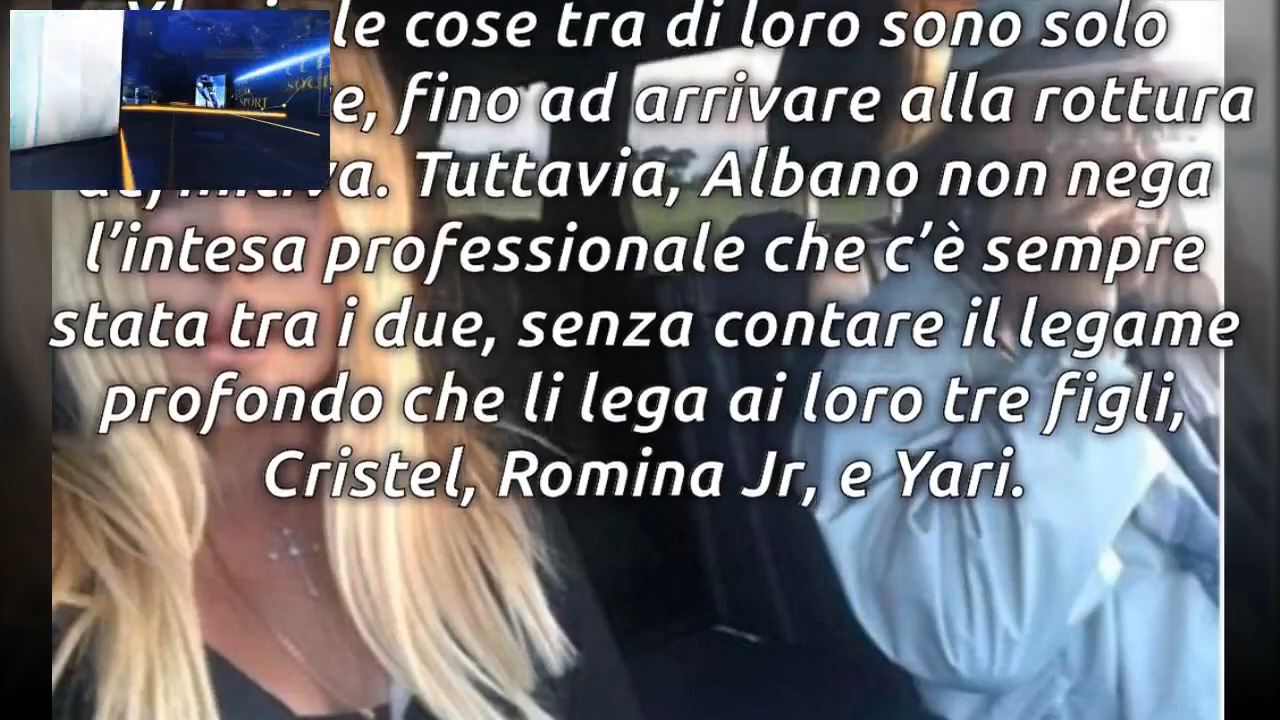 le cose tra di loro sono solo
e, fino ad arrivare alla rottura
Tuttavia, Albano non nega
l'intesa professionale che c'è sempre
stata tra i due, senza contare il legame
profondo che li lega ai loro tre figli,
Cristel, Romina Jr, e Yari.
SPORT